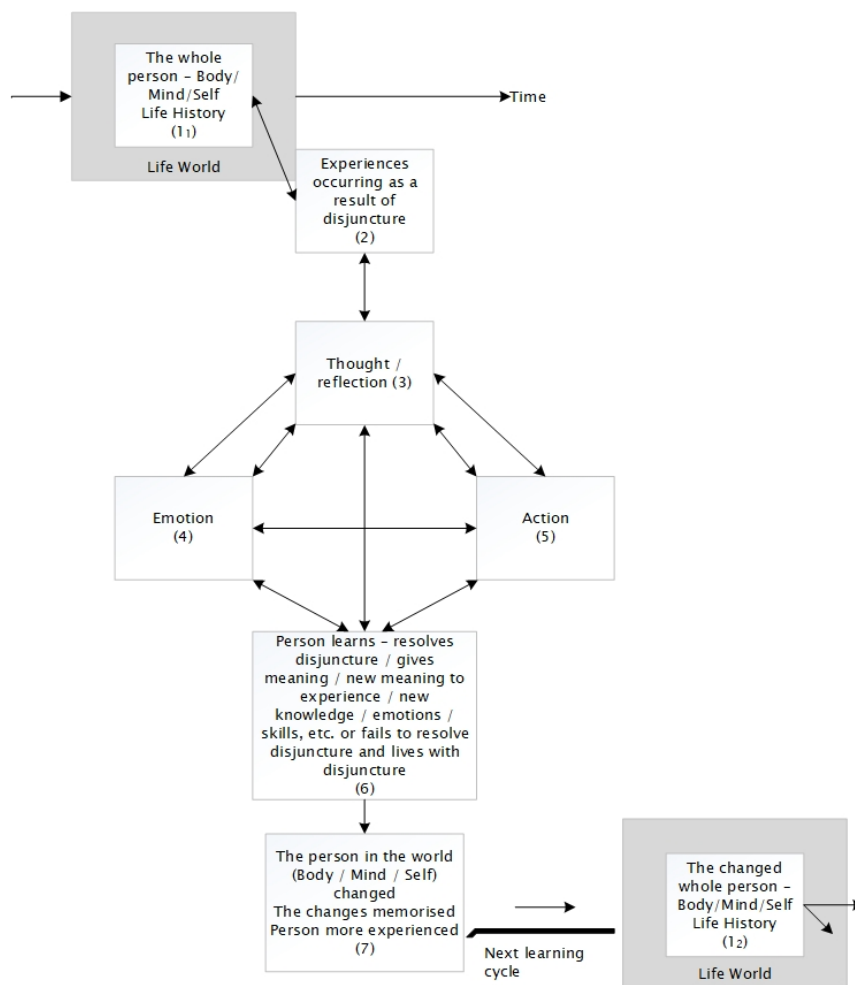 The whole
person – Body/
Mind/Self
Life History
(1₁)
Life World
Time
Experiences
occurring as a
result of
disjuncture
(2)
Thought /
reflection (3)
Emotion
(4)
Action
(5)
Person learns – resolves
disjuncture / gives
meaning / new meaning to
experience / new
knowledge / emotions /
skills, etc. or fails to resolve
disjuncture and lives with
disjuncture
(6)
The person in the world
(Body / Mind / Self)
changed
The changes memorised
Person more experienced
(7)
Next learning
cycle
The changed
whole person –
Body/Mind/Self
Life History
(1₂)
Life World